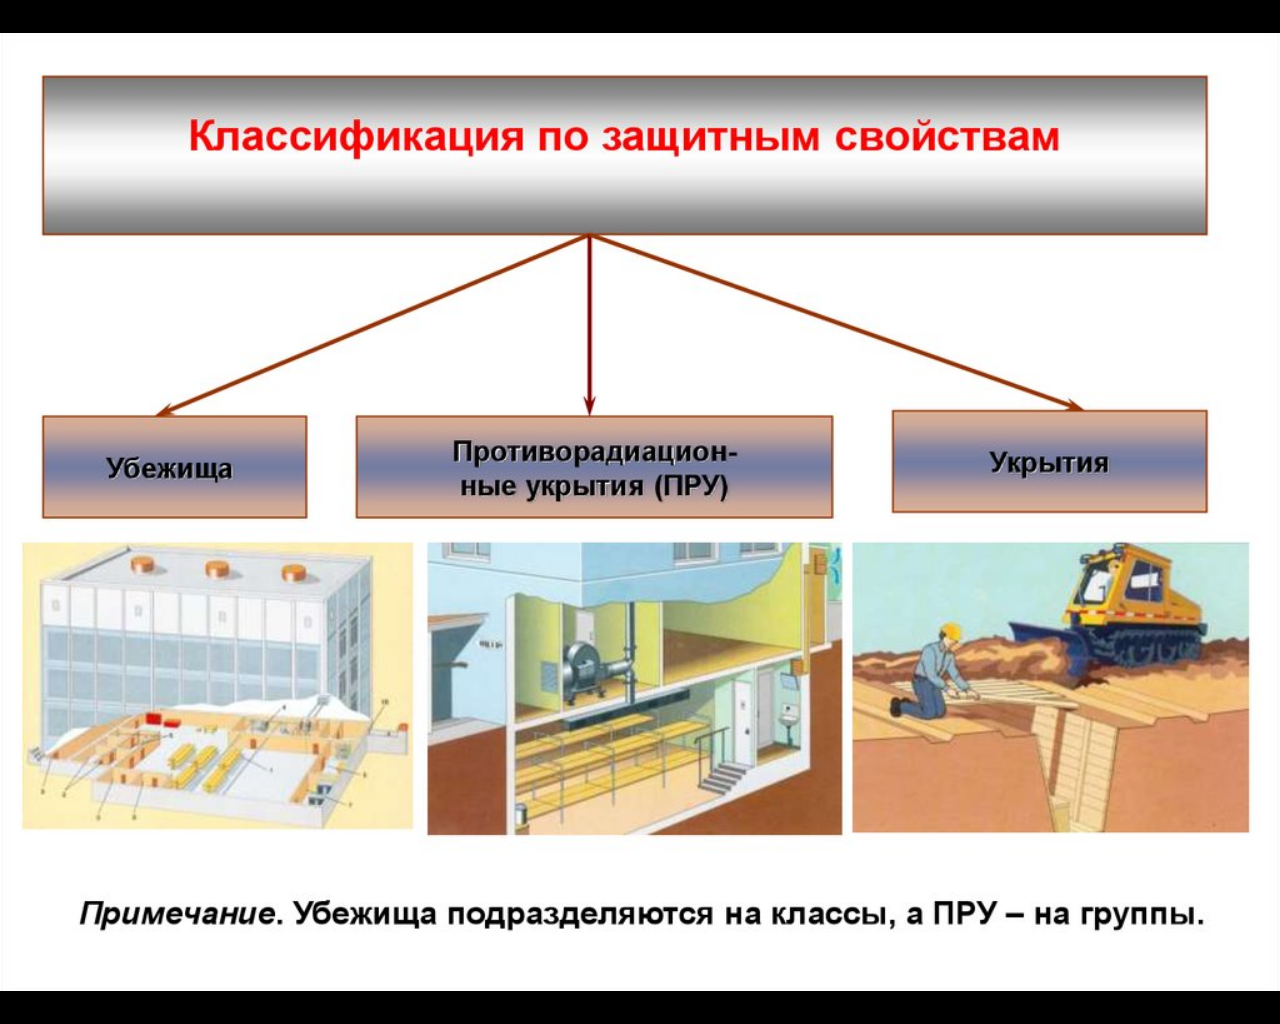 Классификация по защитным свойствам
Убежища
Противорадиацион-
ные укрытия (ПРУ)
Укрытия
Примечание. Убежища подразделяются на классы, а ПРУ – на группы.